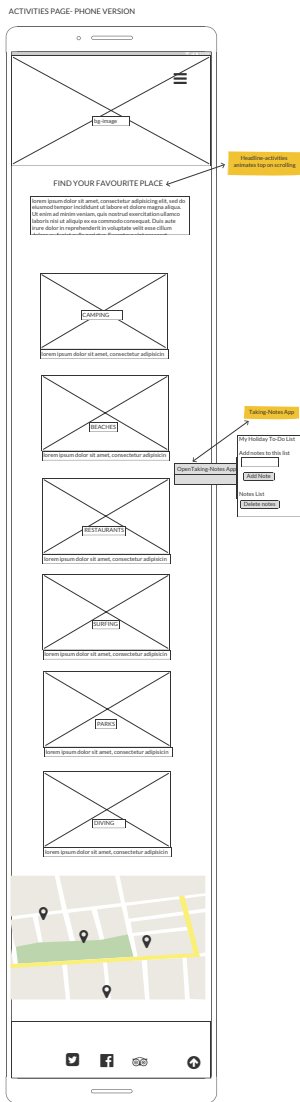 ACTIVITIES PAGE- PHONE VERSION
bg-image
Headline-activities
animates top on scrolling
FIND YOUR FAVOURITE PLACE
lorem ipsum dolor sit amet, consectetur adipisicing elit, sed do
eiusmod tempor incididunt ut labore et dolore magna aliqua.
Ut enim ad minim veniam, quis nostrud exercitation ullamco
laboris nisi ut aliquip ex ea commodo consequat. Duis aute
irure dolor in reprehenderit in voluptate velit esse cillum
CAMPING
lorem ipsum dolor sit amet, consectetur adipisicin
BEACHES
lorem ipsum dolor sit amet, consectetur adipisicin
Taking-Notes App
OpenTaking-Notes App
My Holiday To-Do List
Add notes to this list
Add Note
Notes List
Delete notes
RESTAURANTS
lorem ipsum dolor sit amet, consectetur adipisicin
SURFING
lorem ipsum dolor sit amet, consectetur adipisicin
PARKS
lorem ipsum dolor sit amet, consectetur adipisicin
DIVING
lorem ipsum dolor sit amet, consectetur adipisicin